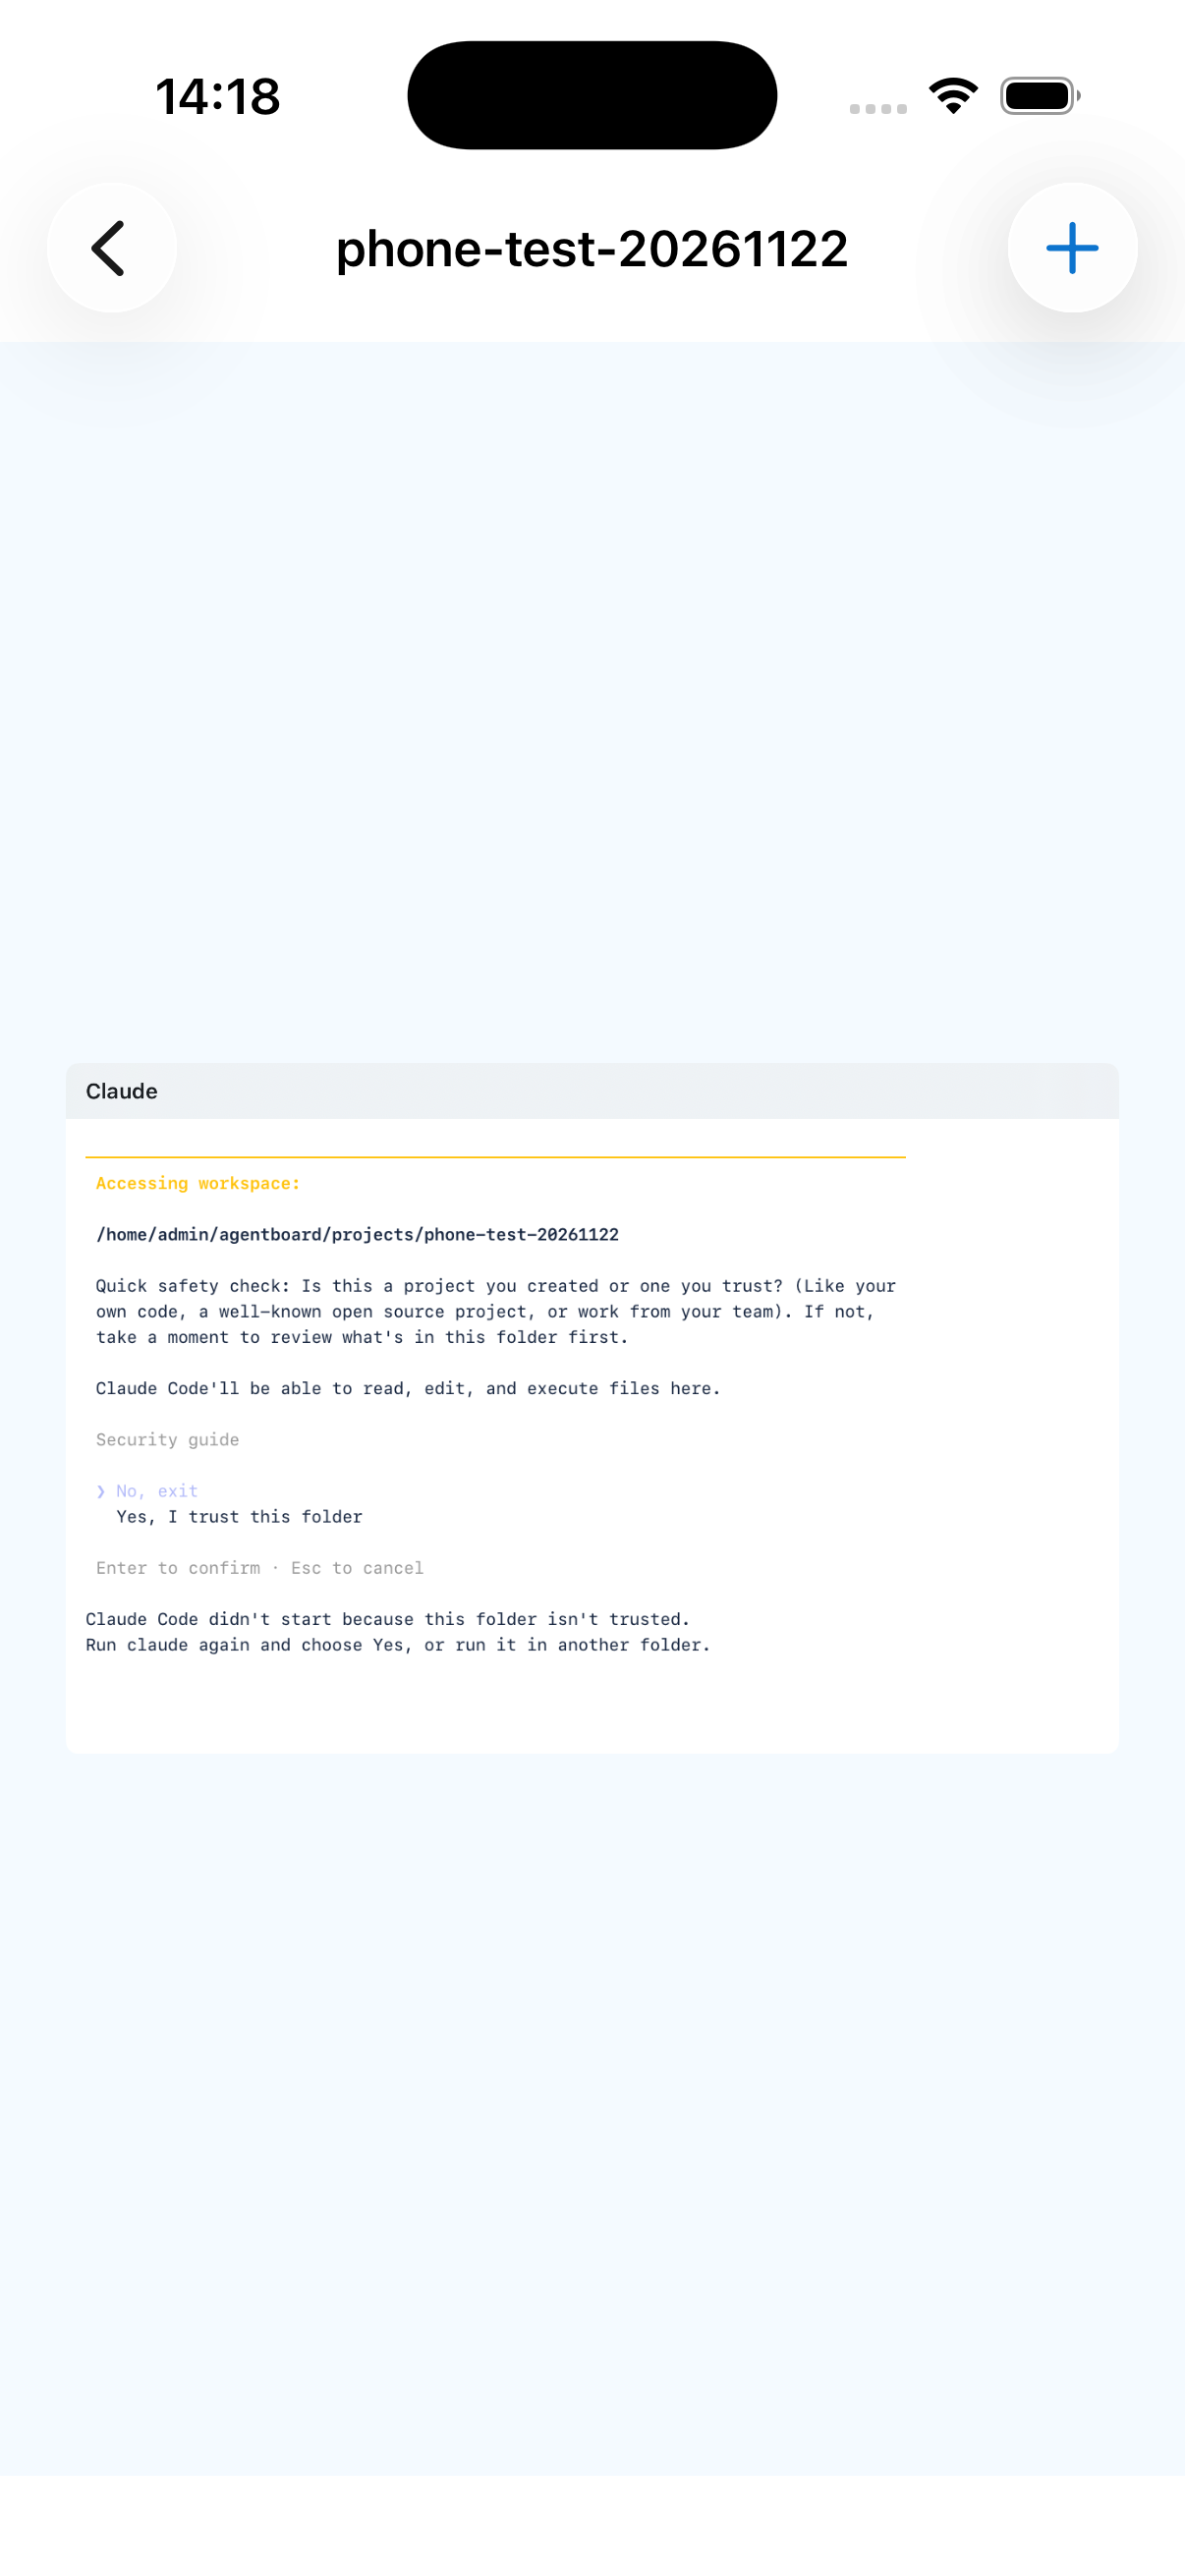 14:18
phone-test-20261122
Claude
Accessing workspace:
/home/admin/agentboard/projects/phone-test-20261122
Quick safety check: Is this a project you created or one you trust? (Like your
own code, a well-known open source project, or work from your team). If not,
take a moment to review what's in this folder first.
Claude Code'll be able to read, edit, and execute files here.
Security guide
❯ No, exit
Yes, I trust this folder
Enter to confirm · Esc to cancel
Claude Code didn't start because this folder isn't trusted.
Run claude again and choose Yes, or run it in another folder.